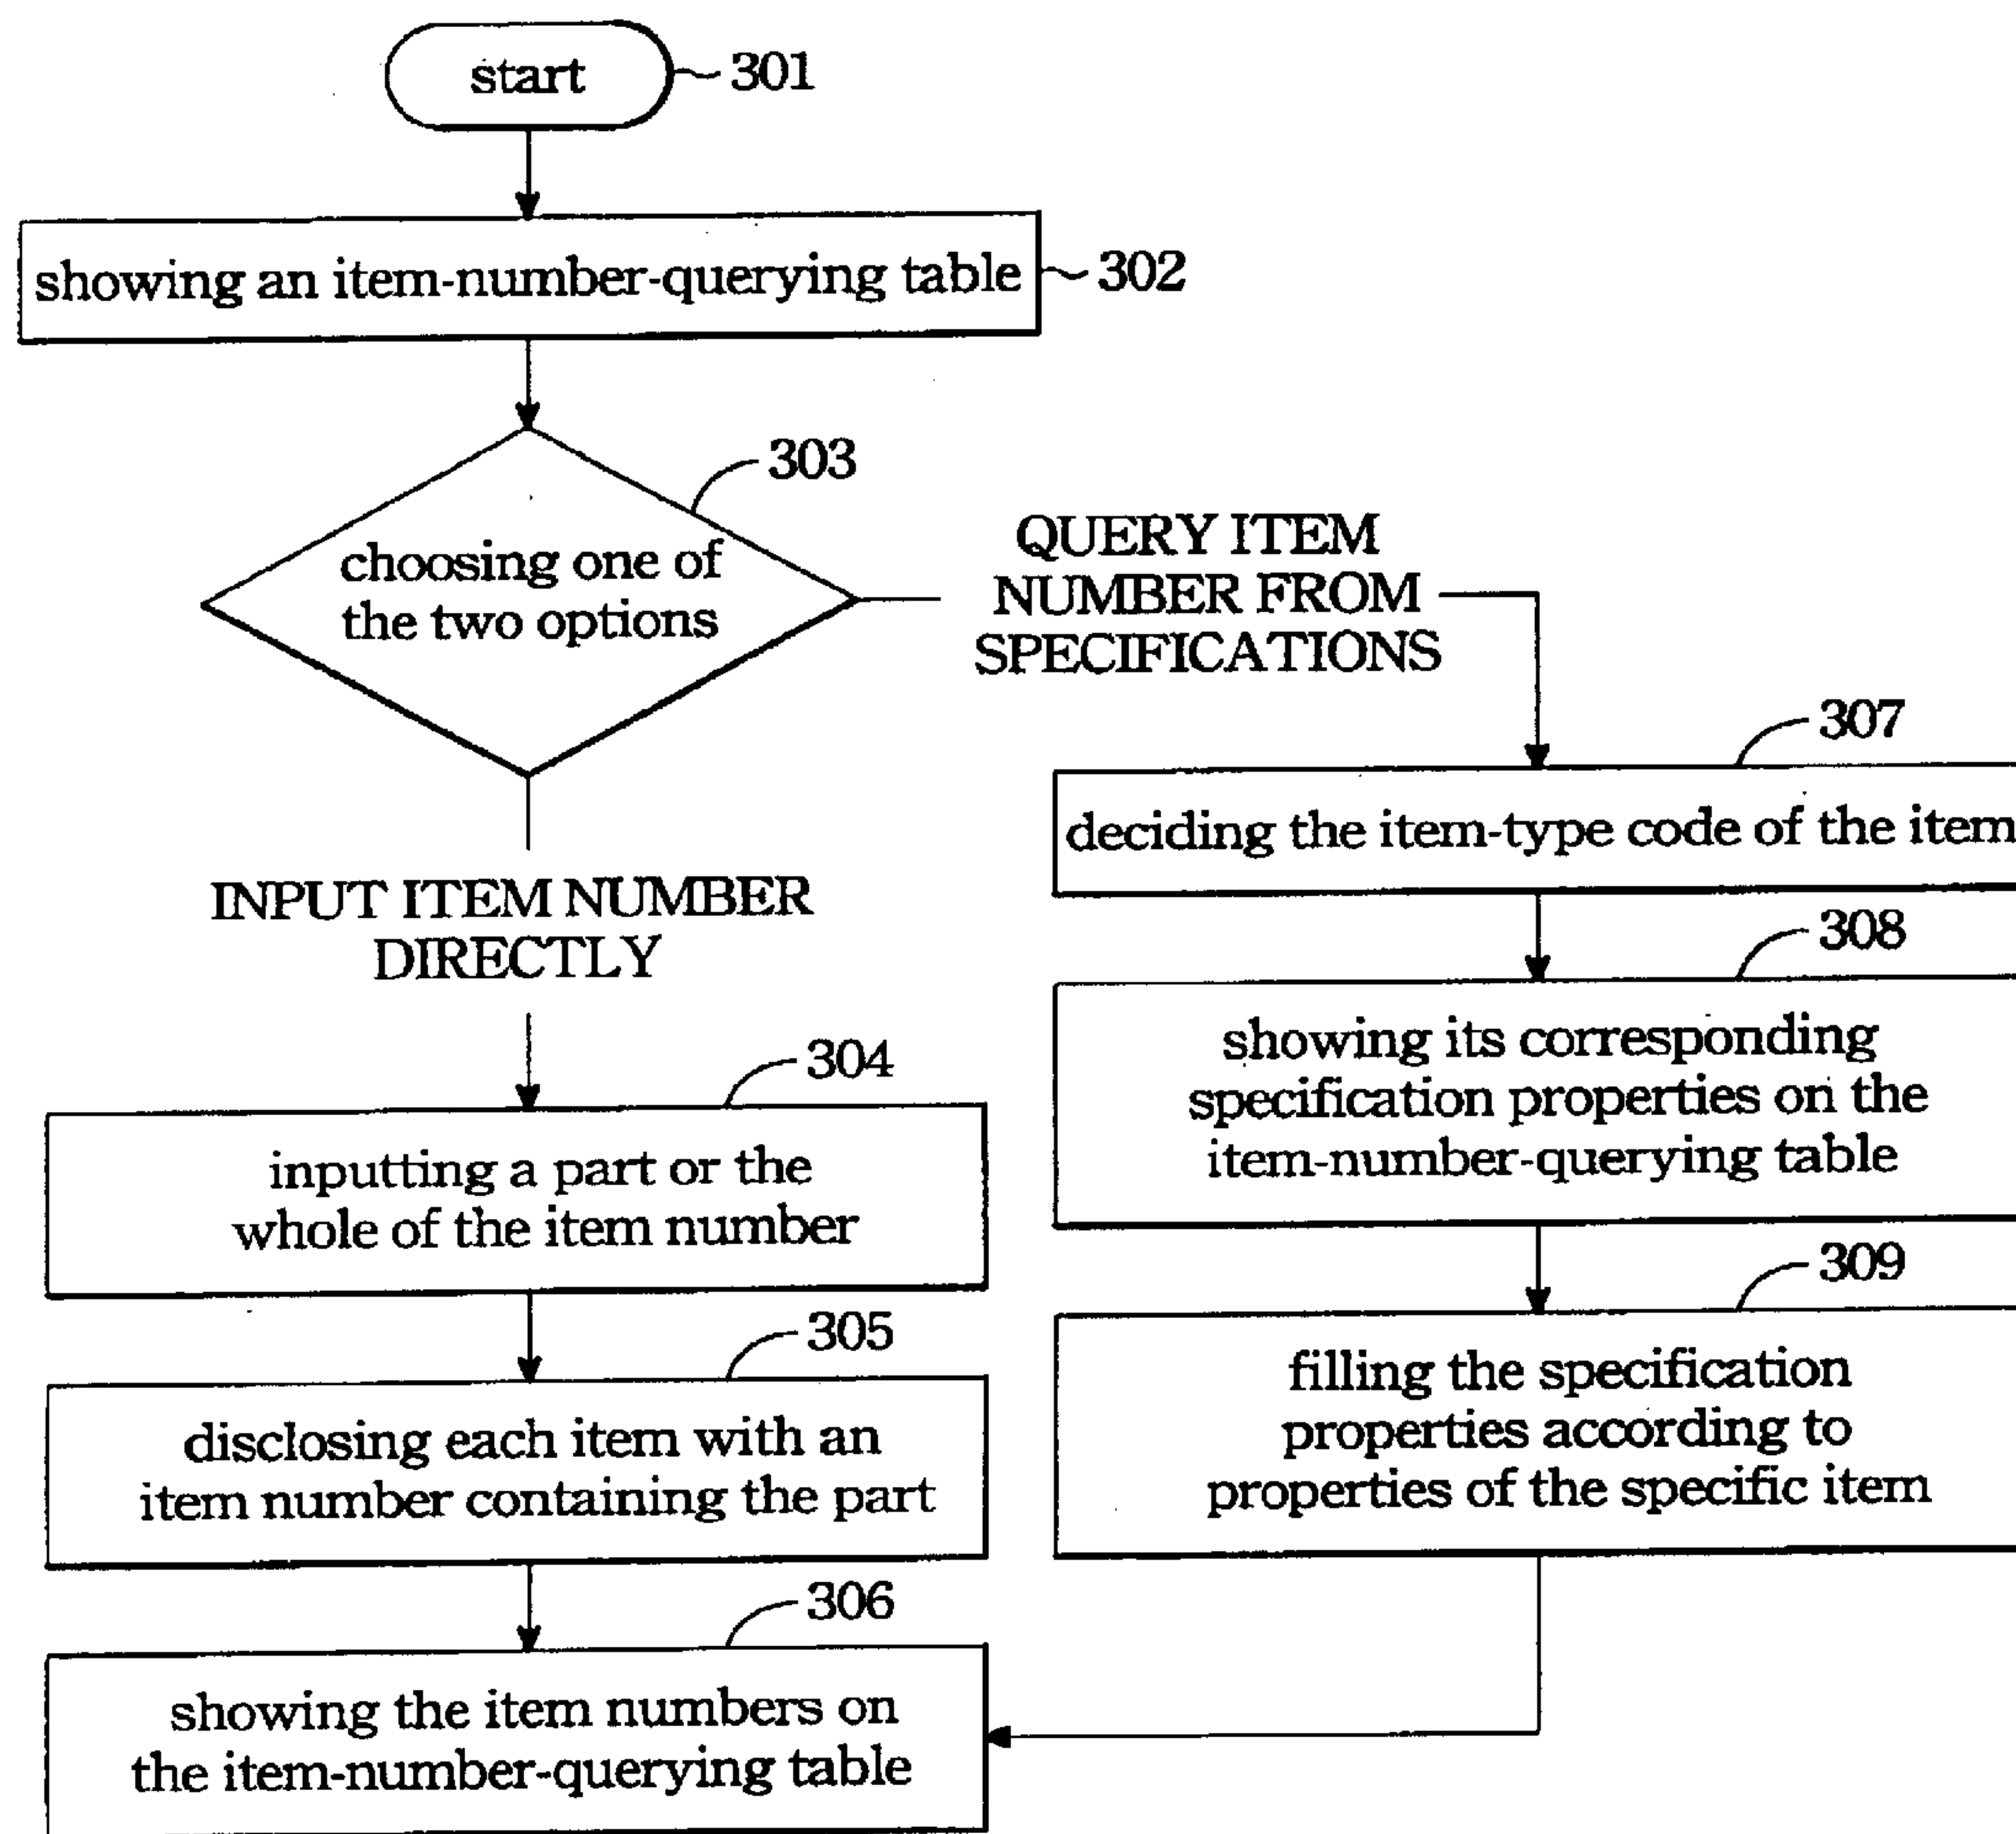 start
301
showing an item-number-querying table
302
303
choosing one of
the two options
QUERY ITEM
NUMBER FROM
SPECIFICATIONS
INPUT ITEM NUMBER
DIRECTLY
304
inputting a part or the
whole of the item number
305
disclosing each item with an
item number containing the part
306
showing the item numbers on
the item-number-querying table
307
deciding the item-type code of the item
308
showing its corresponding
specification properties on the
item-number-querying table
309
filling the specification
properties according to
properties of the specific item